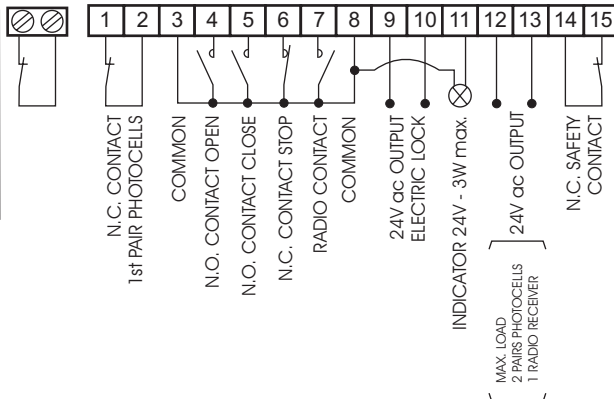 1 2 3 4 5 6 7 8 9 10 11 12 13 14 15
N.C. CONTACT
1st PAIR PHOTOCELLS
COMMON
N.O. CONTACT OPEN
N.O. CONTACT CLOSE
N.C. CONTACT STOP
RADIO CONTACT
COMMON
24V ac OUTPUT
ELECTRIC LOCK
INDICATOR 24V - 3W max.
24V ac OUTPUT
MAX. LOAD
2 PAIRS PHOTOCELLS
1 RADIO RECEIVER
N.C. SAFETY
CONTACT